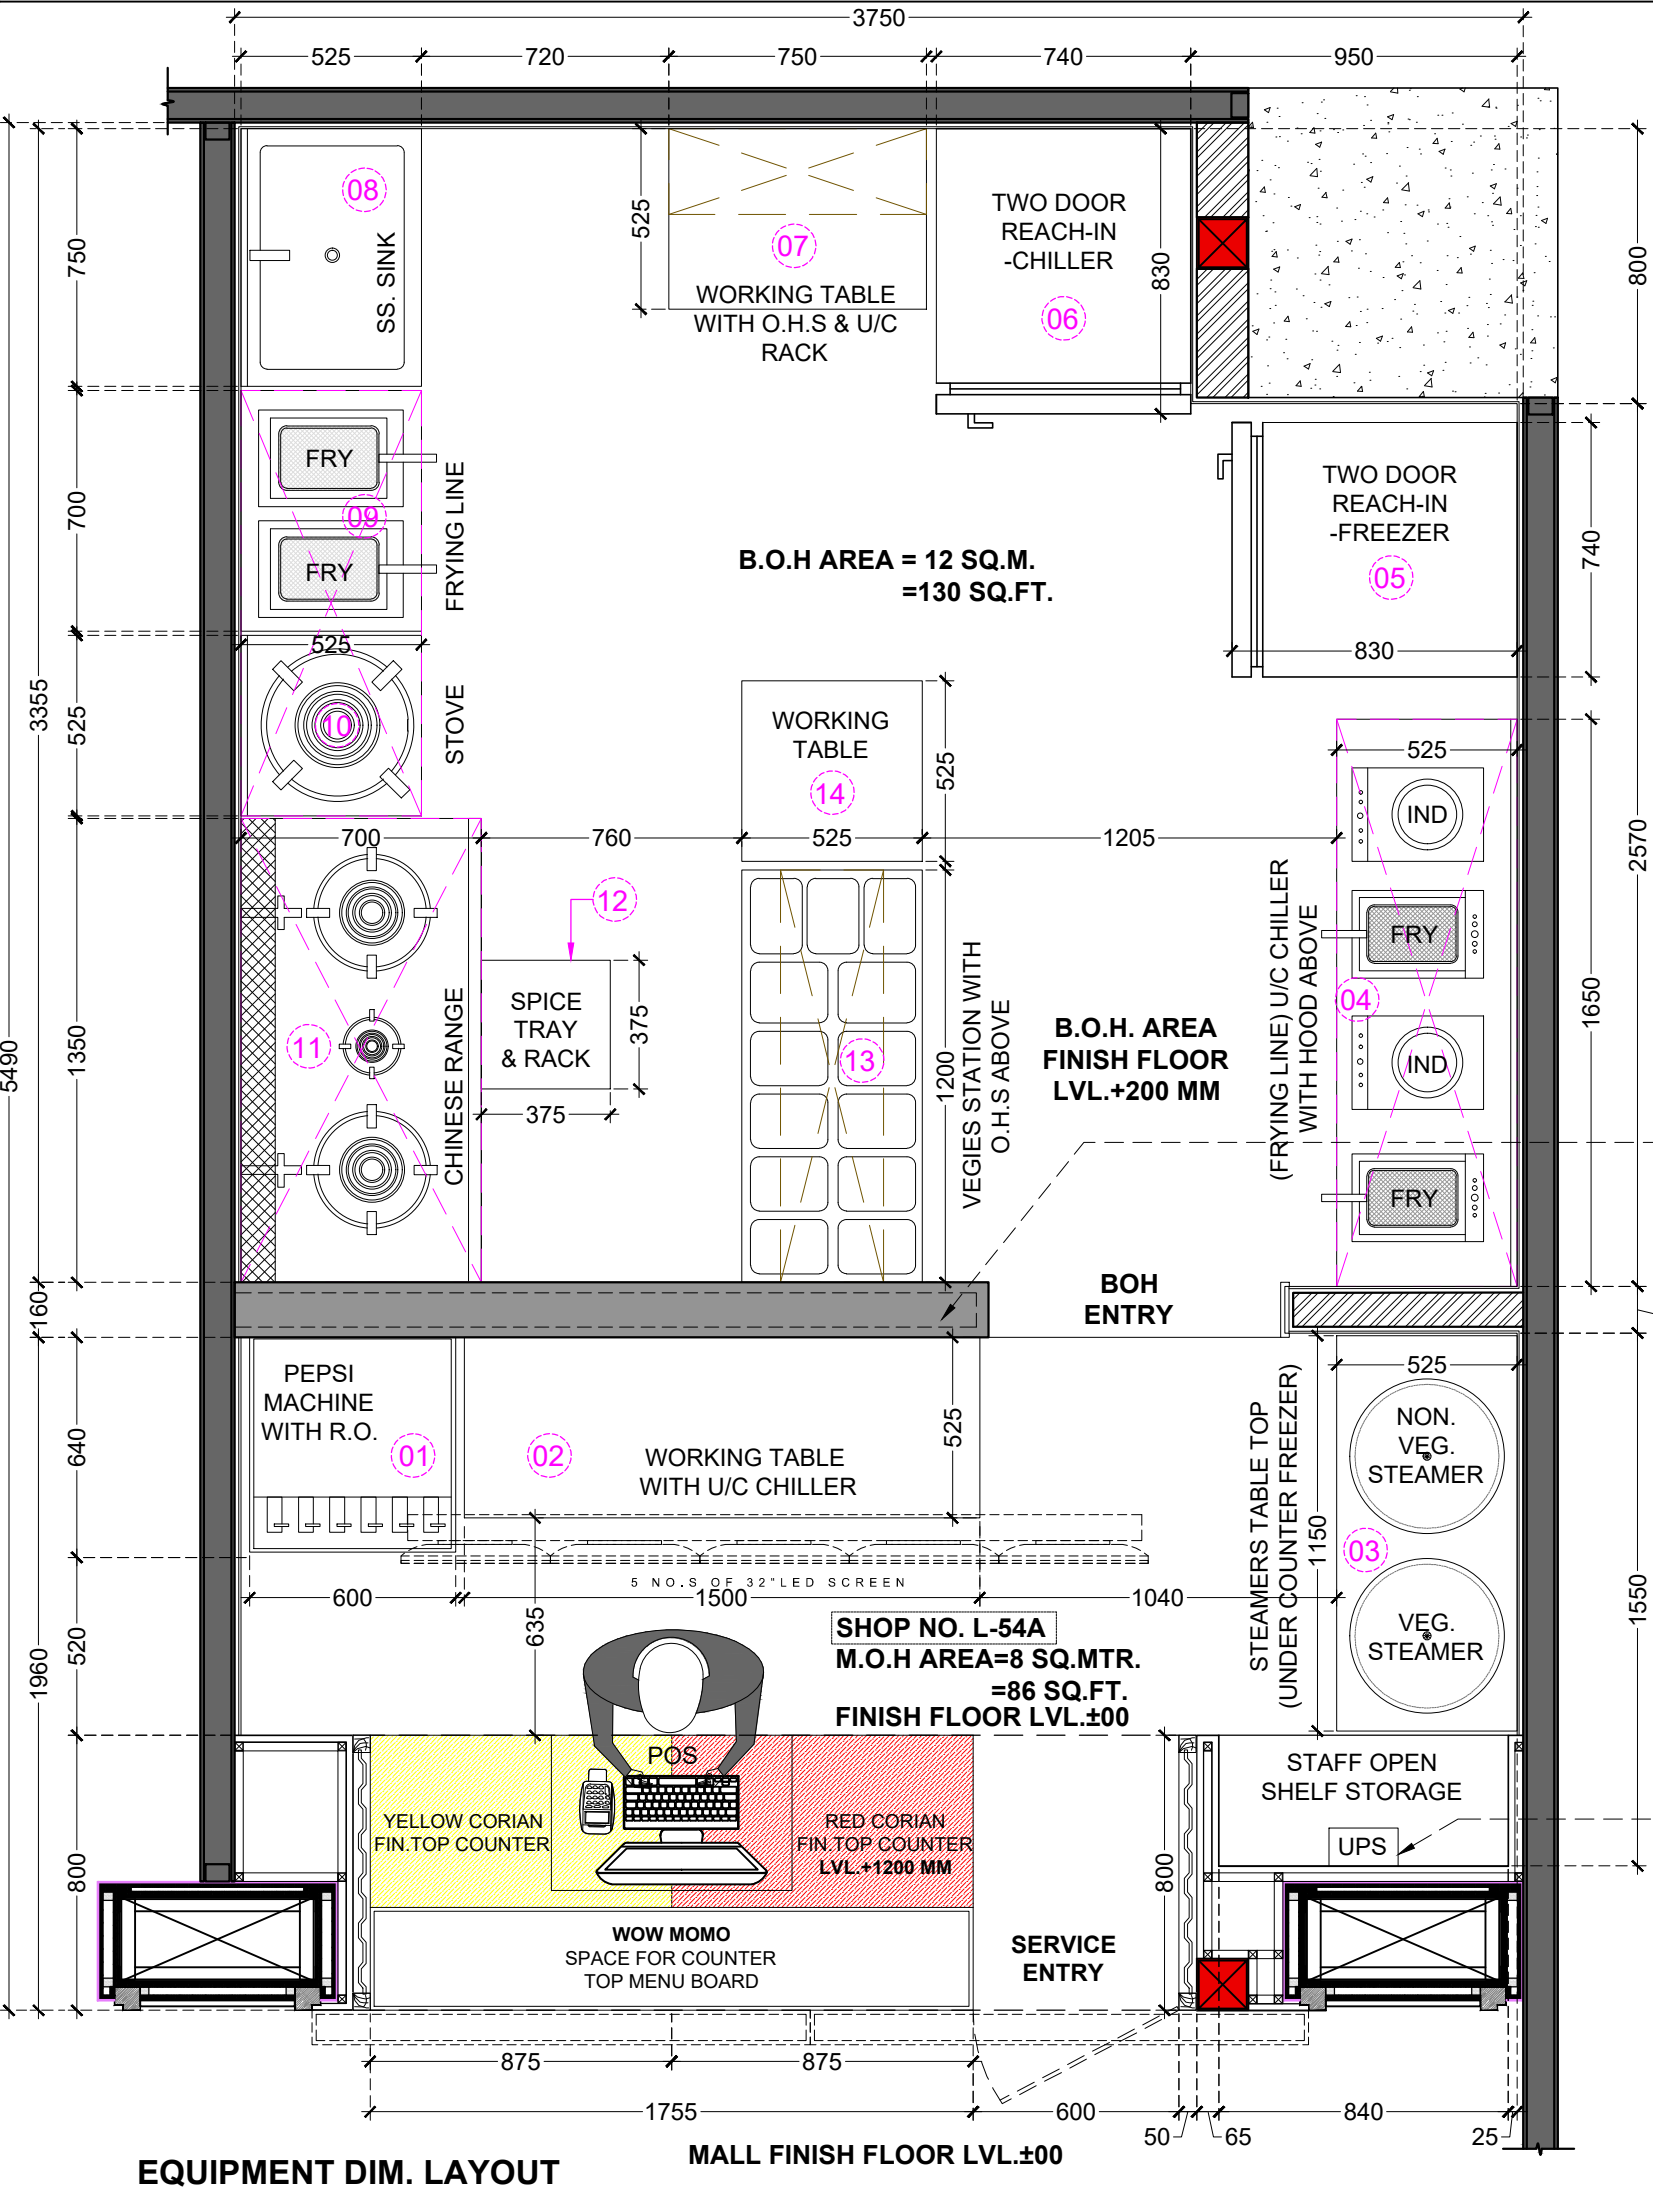 3750
525
720
750
740
950
08
SS. SINK
525
07
WORKING TABLE
WITH O.H.S & U/C
RACK
TWO DOOR
REACH-IN
-CHILLER
06
830
750
800
FRY
09
FRY
FRYING LINE
700
TWO DOOR
REACH-IN
-FREEZER
05
740
830
B.O.H AREA = 12 SQ.M.
=130 SQ.FT.
525
10
STOVE
525
3355
5490
WORKING
TABLE
14
525
525
IND
FRY
04
IND
FRY
(FRYING LINE) U/C CHILLER
WITH HOOD ABOVE
1650
2570
700
760
525
1205
12
SPICE
TRAY
& RACK
375
375
11
CHINESE RANGE
1350
13
1200
VEGIES STATION WITH
O.H.S ABOVE
B.O.H. AREA
FINISH FLOOR
LVL.+200 MM
160
BOH
ENTRY
PEPSI
MACHINE
WITH R.O.
01
02
WORKING TABLE
WITH U/C CHILLER
525
640
525
NON.
VEG.
STEAMER
03
VEG.
STEAMER
STEAMERS TABLE TOP
(UNDER COUNTER FREEZER)
1150
1550
5 NO.S OF 32"LED SCREEN
600
1500
1040
635
520
1960
SHOP NO. L-54A
M.O.H AREA=8 SQ.MTR.
=86 SQ.FT.
FINISH FLOOR LVL.±00
POS
YELLOW CORIAN
FIN.TOP COUNTER
RED CORIAN
FIN.TOP COUNTER
LVL.+1200 MM
STAFF OPEN
SHELF STORAGE
UPS
800
800
WOW MOMO
SPACE FOR COUNTER
TOP MENU BOARD
SERVICE
ENTRY
875
875
1755
600
50
65
840
25
MALL FINISH FLOOR LVL.±00
EQUIPMENT DIM. LAYOUT